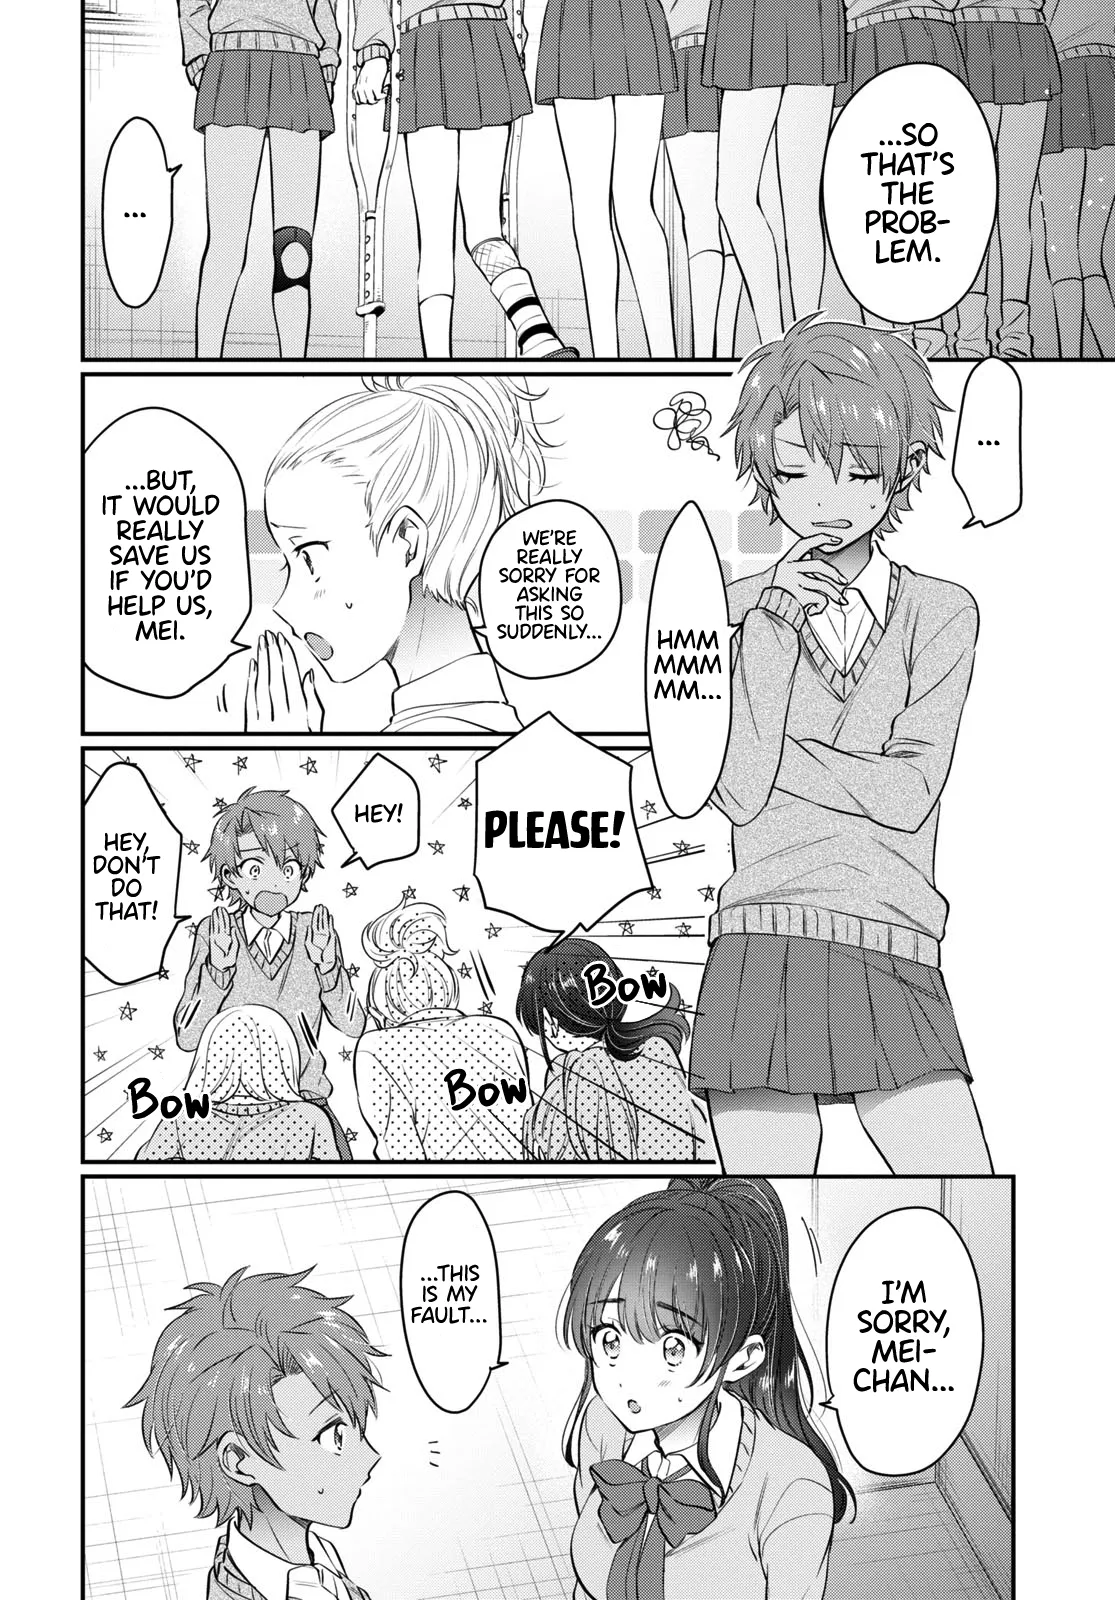 ...SO
THAT'S
THE
PROB-
LEM.
...
...
HMM
MMM
MM...
WE'RE
REALLY
SORRY FOR
ASKING
THIS SO
SUDDENLY...
...BUT,
IT WOULD
REALLY
SAVE US
IF YOU'D
HELP US,
MEI.
PLEASE!
BOW
BOW
BOW
HEY!
HEY,
DON'T
DO
THAT!
I'M
SORRY,
MEI-
CHAN...
...THIS
IS MY
FAULT...